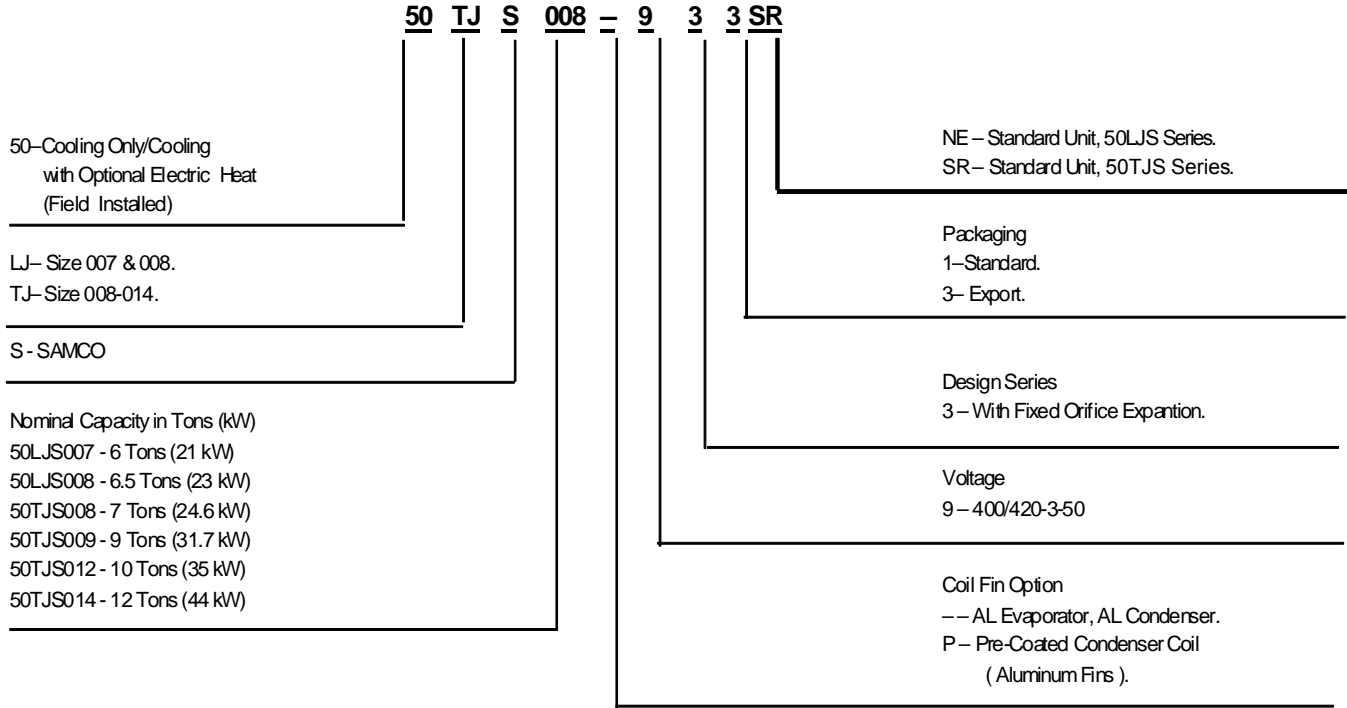 50 TJ S 008 – 9 3 3 SR
50–Cooling Only/Cooling
with Optional Electric Heat
(Field Installed)
LJ– Size 007 & 008.
TJ– Size 008-014.
S - SAMCO
Nominal Capacity in Tons (kW)
50LJS007 - 6 Tons (21 kW)
50LJS008 - 6.5 Tons (23 kW)
50TJS008 - 7 Tons (24.6 kW)
50TJS009 - 9 Tons (31.7 kW)
50TJS012 - 10 Tons (35 kW)
50TJS014 - 12 Tons (44 kW)
NE – Standard Unit, 50LJS Series.
SR – Standard Unit, 50TJS Series.
Packaging
1–Standard.
3– Export.
Design Series
3 – With Fixed Orifice Expantion.
Voltage
9 – 400/420-3-50
Coil Fin Option
– – AL Evaporator, AL Condenser.
P – Pre-Coated Condenser Coil
( Aluminum Fins ).